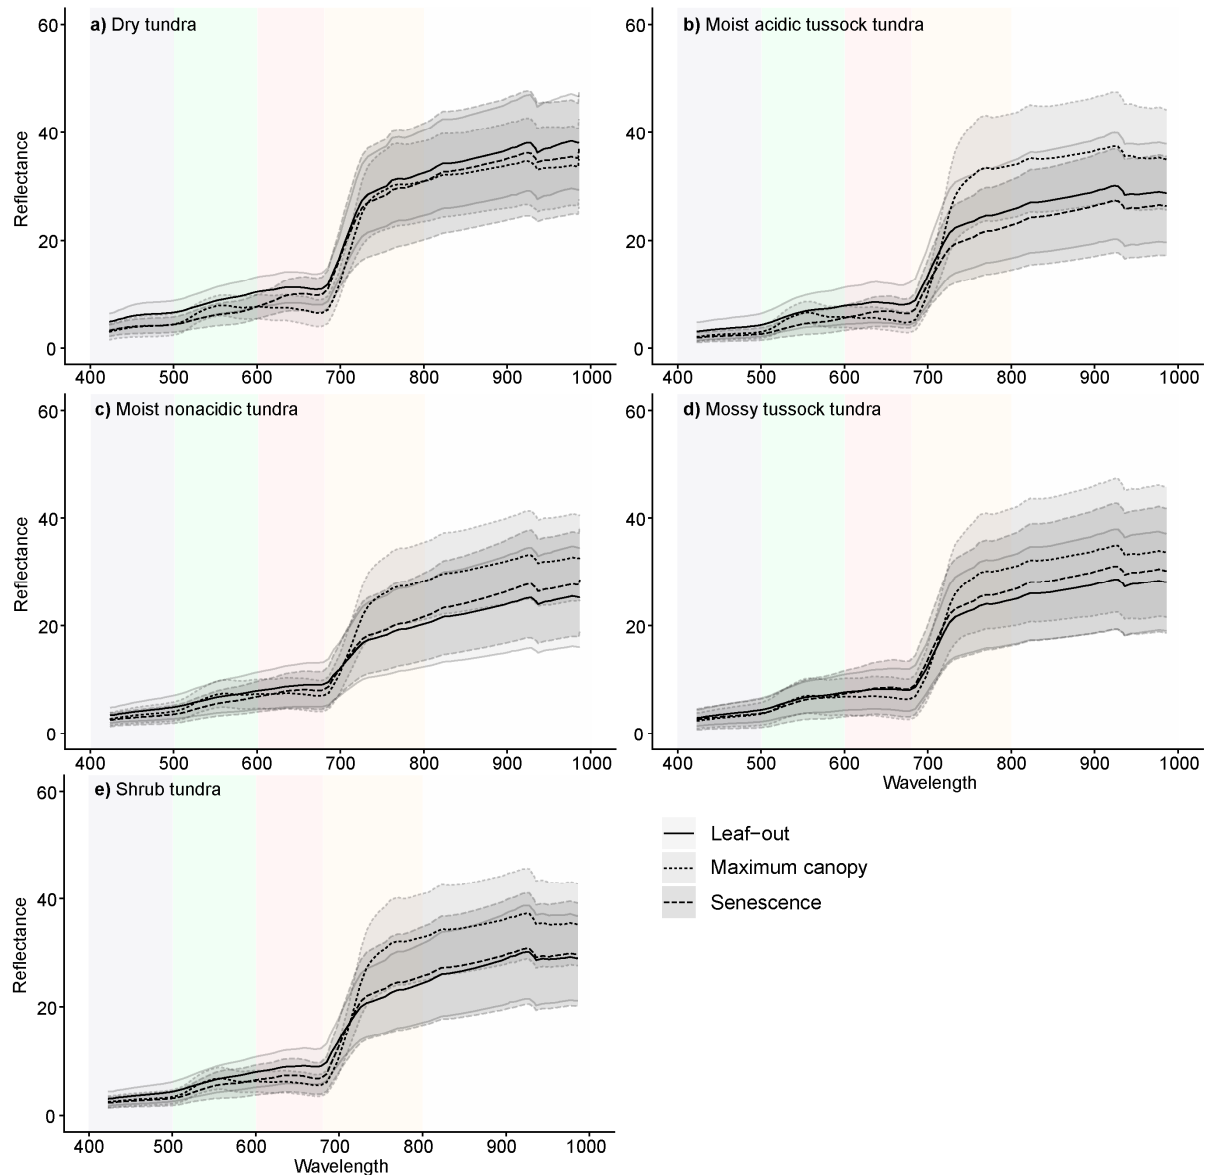 a) Dry tundra
60
40
20
0
Reflectance
400 500 600 700 800 900 1000
b) Moist acidic tussock tundra
60
40
20
0
400 500 600 700 800 900 1000
c) Moist nonacidic tundra
60
40
20
0
Reflectance
400 500 600 700 800 900 1000
d) Mossy tussock tundra
60
40
20
0
400 500 600 700 800 900 1000
Wavelength
e) Shrub tundra
60
40
20
0
Reflectance
400 500 600 700 800 900 1000
Wavelength
Leaf−out
Maximum canopy
Senescence